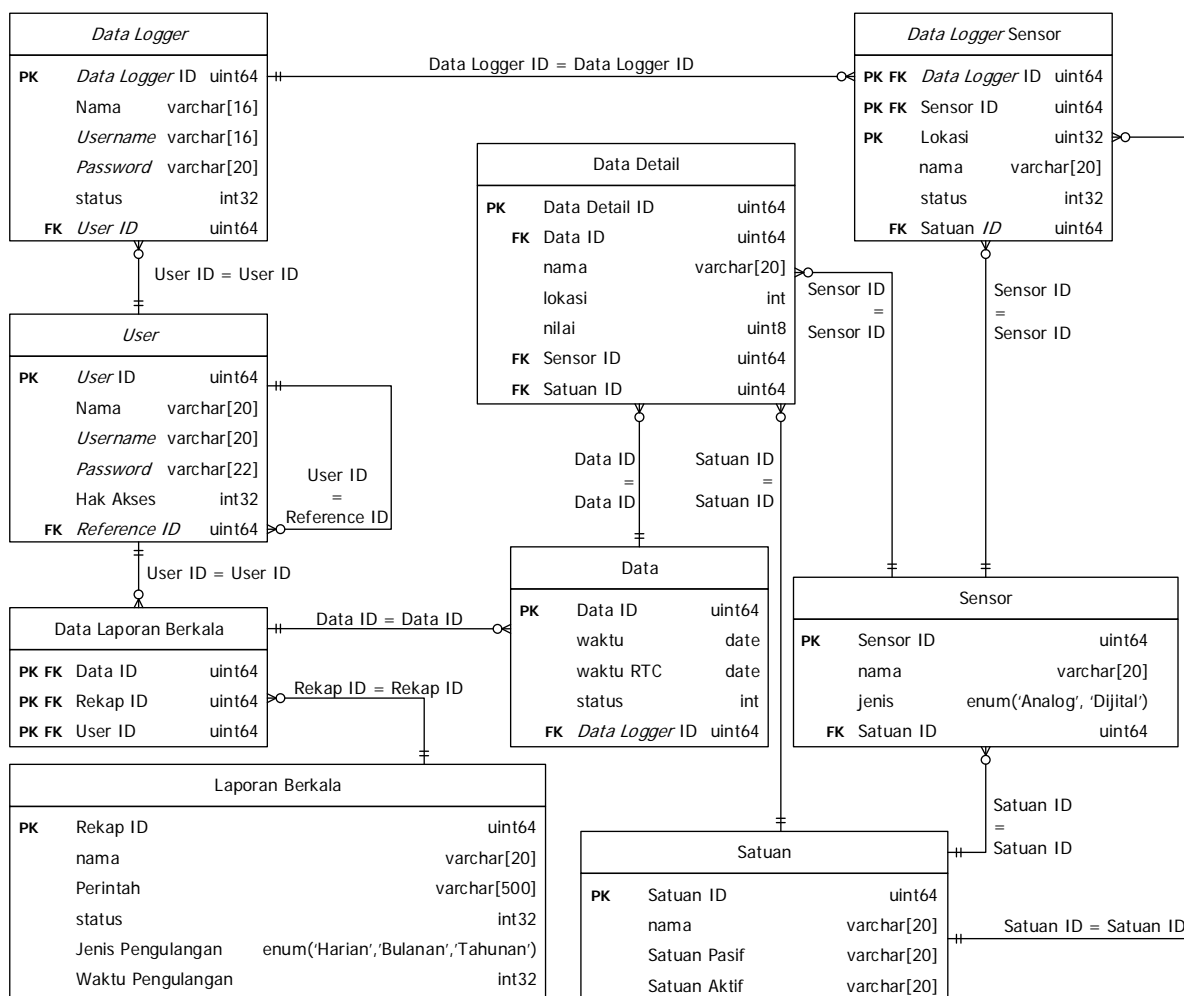 Data Logger
PK Data Logger ID uint64
Nama varchar[16]
Username varchar[16]
Password varchar[20]
status int32
FK User ID uint64
Data Logger ID = Data Logger ID
Data Logger Sensor
PK FK Data Logger ID uint64
PK FK Sensor ID uint64
PK Lokasi uint32
nama varchar[20]
status int32
FK Satuan ID uint64
Data Detail
PK Data Detail ID uint64
FK Data ID uint64
nama varchar[20]
lokasi int
nilai uint8
FK Sensor ID uint64
FK Satuan ID uint64
User ID = User ID
Sensor ID
=
Sensor ID
Sensor ID
=
Sensor ID
User
PK User ID uint64
Nama varchar[20]
Username varchar[20]
Password varchar[22]
Hak Akses int32
FK Reference ID uint64
User ID
=
Reference ID
Data ID
=
Data ID
Satuan ID
=
Satuan ID
User ID = User ID
Data Laporan Berkala
PK FK Data ID uint64
PK FK Rekap ID uint64
PK FK User ID uint64
Data ID = Data ID
Rekap ID = Rekap ID
Data
PK Data ID uint64
waktu date
waktu RTC date
status int
FK Data Logger ID uint64
Sensor
PK Sensor ID uint64
nama varchar[20]
jenis enum('Analog', 'Dijital')
FK Satuan ID uint64
Laporan Berkala
PK Rekap ID uint64
nama varchar[20]
Perintah varchar[500]
status int32
Jenis Pengulangan enum('Harian','Bulanan','Tahunan')
Waktu Pengulangan int32
Satuan ID
=
Satuan ID
Satuan
PK Satuan ID uint64
nama varchar[20]
Satuan Pasif varchar[20]
Satuan Aktif varchar[20]
Satuan ID = Satuan ID